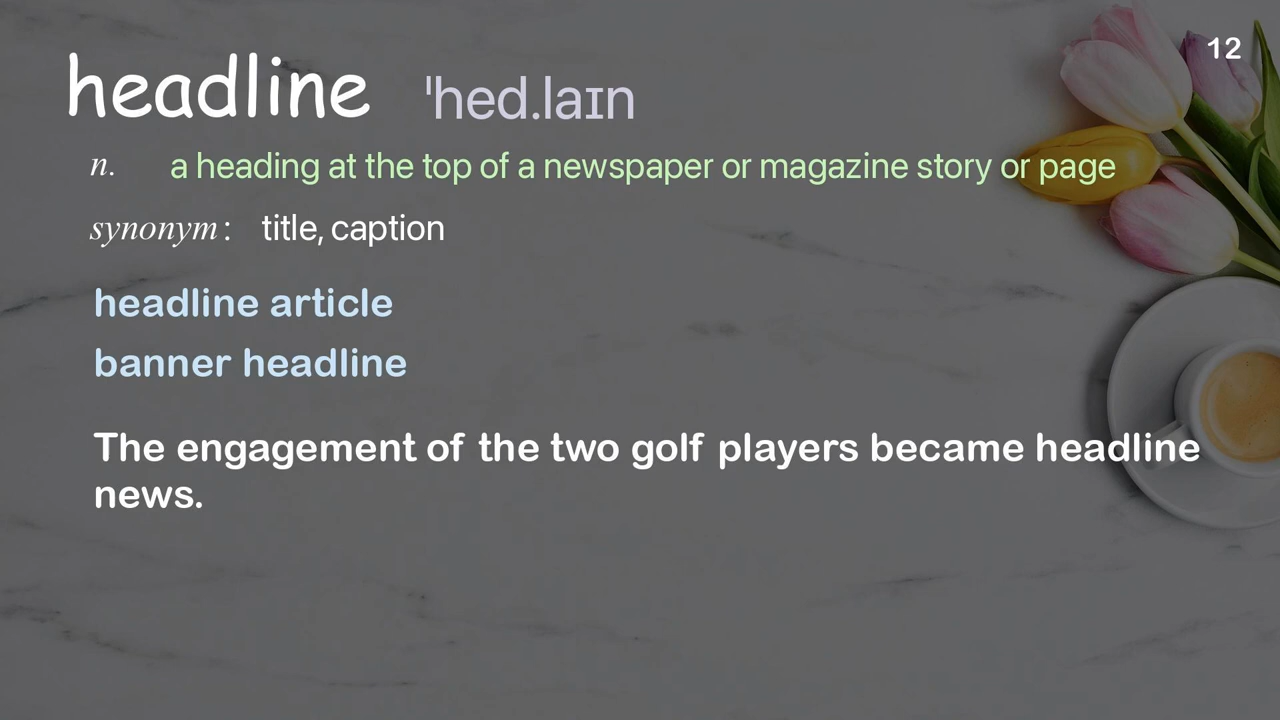 12
headline ˈhed.laɪn
n. a heading at the top of a newspaper or magazine story or page
synonym: title, caption
headline article
banner headline
The engagement of the two golf players became headline
news.